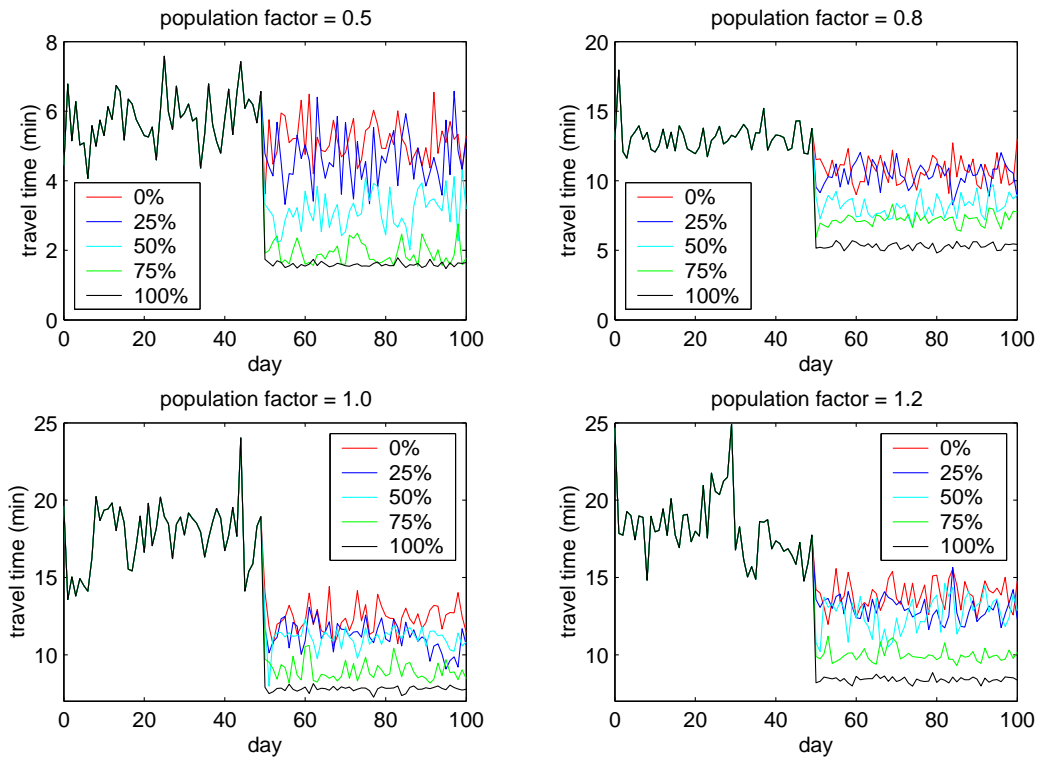 population factor = 0.5
8
6
4
2
0
travel time (min)
0%
25%
50%
75%
100%
0 20 40 60 80 100
day
population factor = 0.8
20
15
10
5
0
travel time (min)
0%
25%
50%
75%
100%
0 20 40 60 80 100
day
population factor = 1.0
25
20
15
10
travel time (min)
0%
25%
50%
75%
100%
0 20 40 60 80 100
day
population factor = 1.2
25
20
15
10
travel time (min)
0%
25%
50%
75%
100%
0 20 40 60 80 100
day